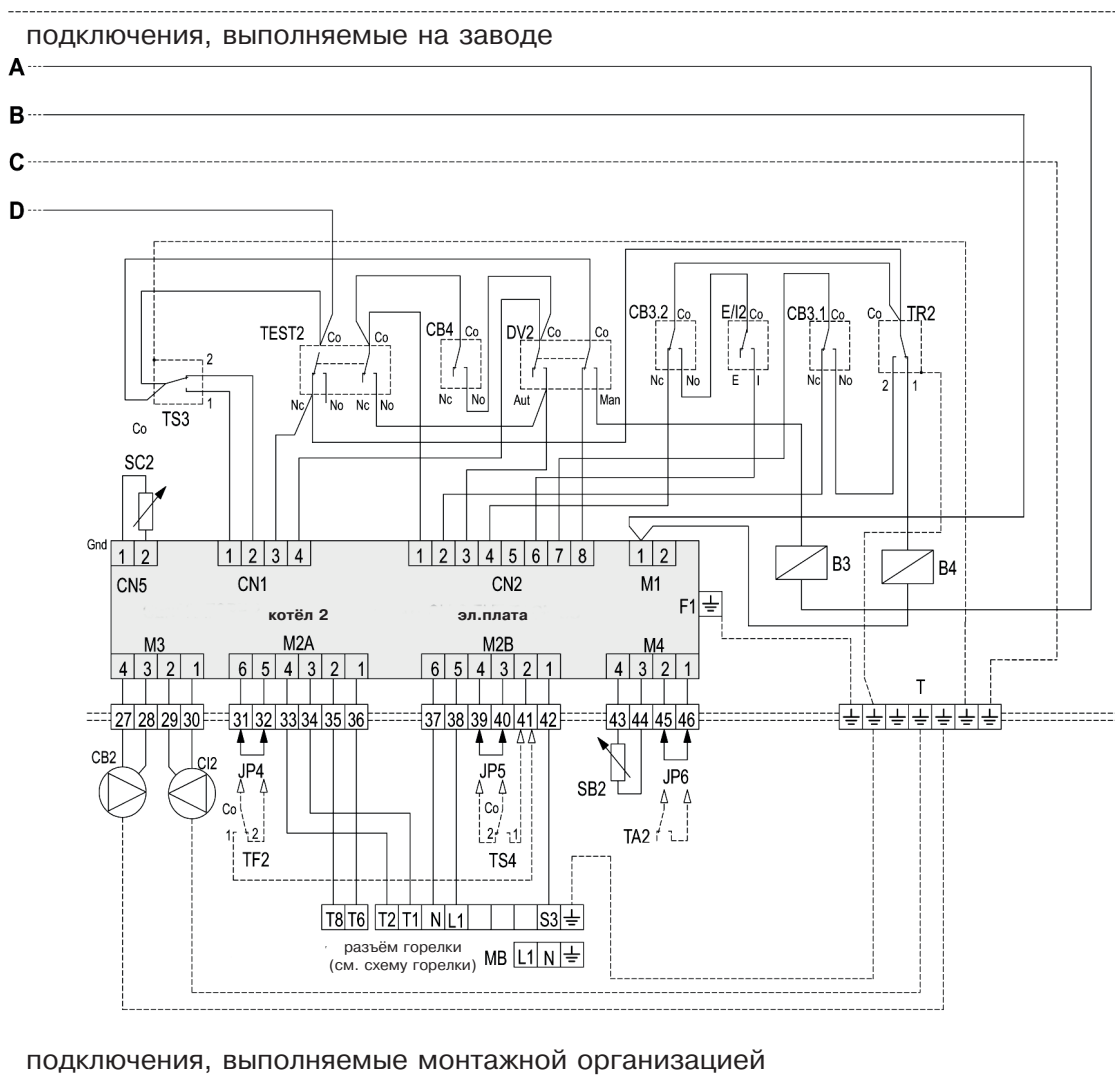 подключения, выполняемые на заводе
A
B
C
D
TEST2 Co Co CB4 Co DV2 Co Co CB3.2 Co E/I2 Co CB3.1 Co Co TR2
2
1
TS3
Co
Nc No Nc No Nc No Aut Man Nc No E I Nc No 2 1
SC2
Gnd
1 2 1 2 3 4 1 2 3 4 5 6 7 8 1 2
CN5 CN1 CN2 M1
B3 B4
F1
котёл 2 эл.плата
M3 M2A M2B M4
4 3 2 1 6 5 4 3 2 1 6 5 4 3 2 1 4 3 2 1
T
27 28 29 30 31 32 33 34 35 36 37 38 39 40 41 42 43 44 45 46
CB2 CI2 JP4 JP5 SB2 JP6
Co Co
1 2 2 1
TF2 TS4 TA2
T8 T6 T2 T1 N L1 S3
разъём горелки
(см. схему горелки) MB L1 N
подключения, выполняемые монтажной организацией